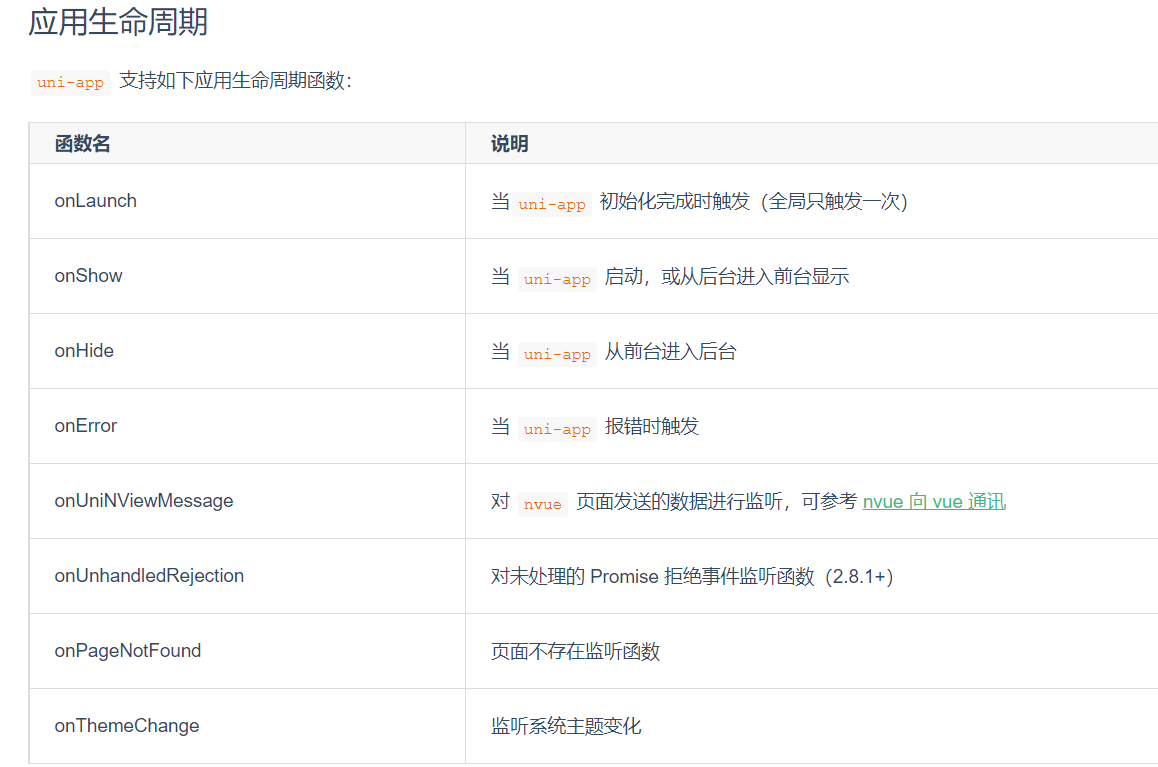 应用生命周期
uni-app 支持如下应用生命周期函数：
函数名 说明
onLaunch 当 uni-app 初始化完成时触发（全局只触发一次）
onShow 当 uni-app 启动，或从后台进入前台显示
onHide 当 uni-app 从前台进入后台
onError 当 uni-app 报错时触发
onUniNViewMessage 对 nvue 页面发送的数据进行监听，可参考 nvue 向 vue 通讯
onUnhandledRejection 对未处理的 Promise 拒绝事件监听函数（2.8.1+）
onPageNotFound 页面不存在监听函数
onThemeChange 监听系统主题变化